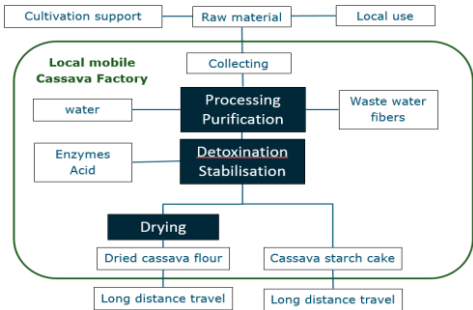 Cultivation support
Raw material
Local use
Local mobile
Cassava Factory
Collecting
water
Processing
Purification
Waste water
fibers
Enzymes
Acid
Detoxination
Stabilisation
Drying
Dried cassava flour
Cassava starch cake
Long distance travel
Long distance travel